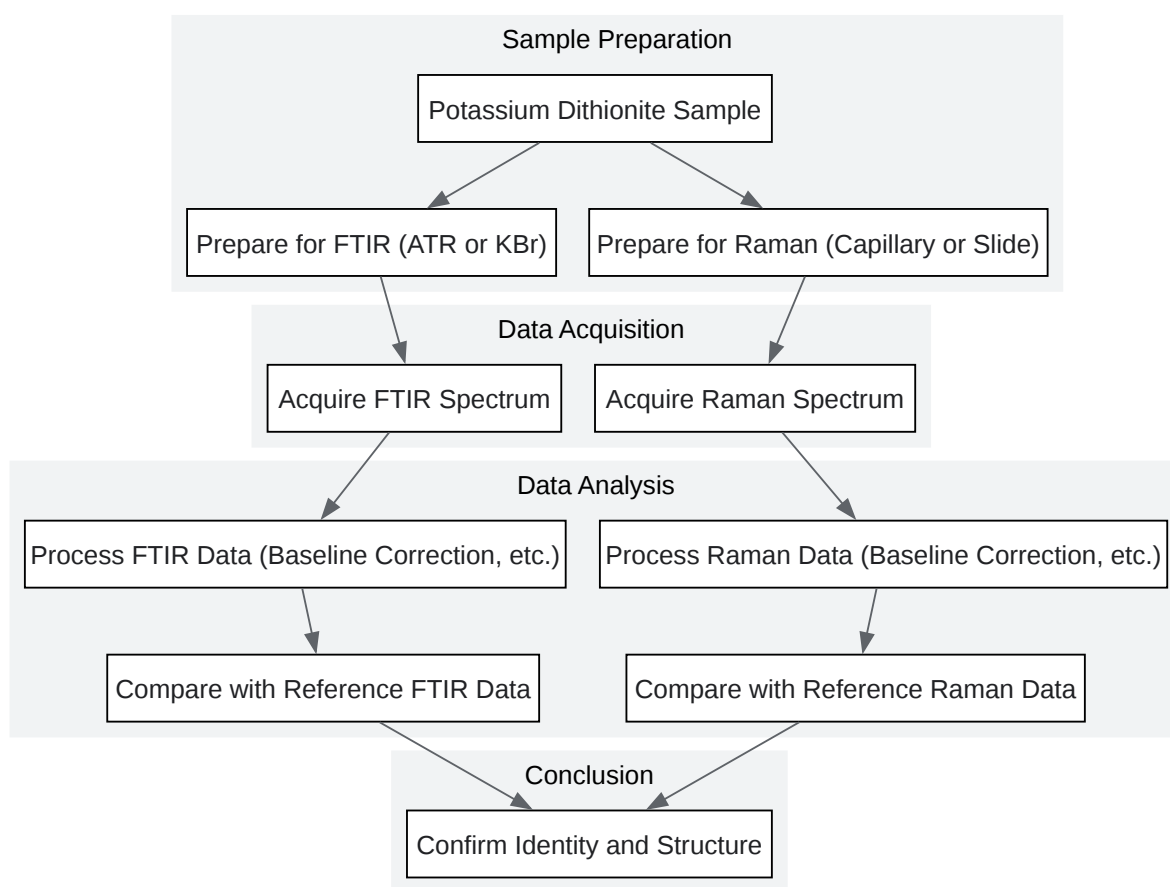 Sample Preparation
Potassium Dithionite Sample
Prepare for FTIR (ATR or KBr)
Prepare for Raman (Capillary or Slide)
Data Acquisition
Acquire FTIR Spectrum
Acquire Raman Spectrum
Data Analysis
Process FTIR Data (Baseline Correction, etc.)
Process Raman Data (Baseline Correction, etc.)
Compare with Reference FTIR Data
Compare with Reference Raman Data
Conclusion
Confirm Identity and Structure